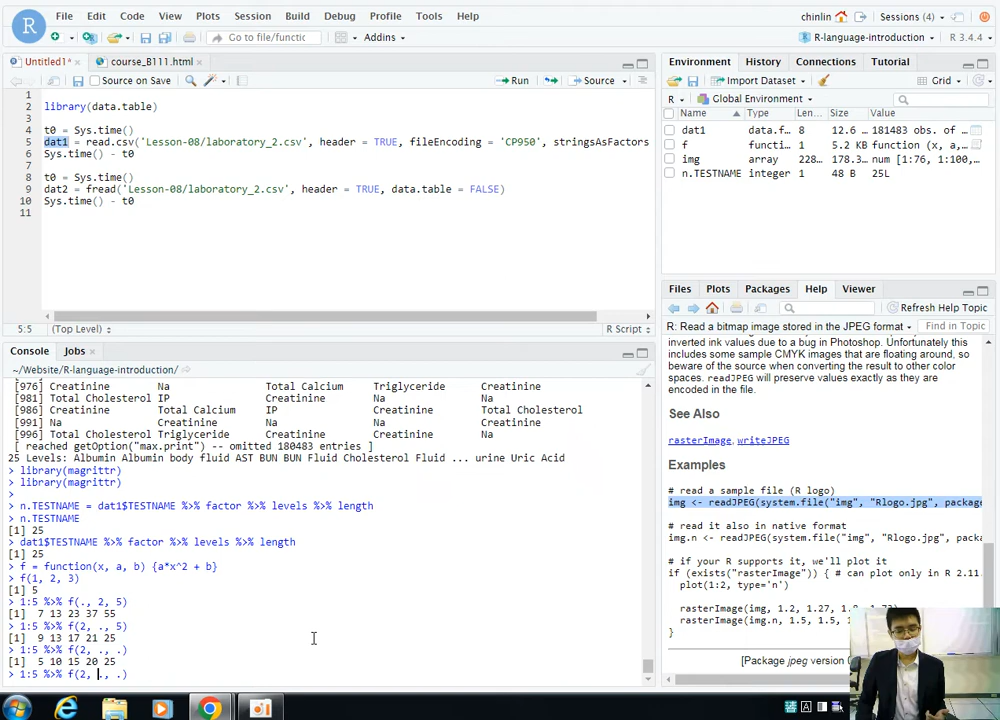 File Edit Code View Plots Session Build Debug Profile Tools Help
chinlin Sessions (4)
Go to file/functi Addins
R-language-introduction R 3.4.4
Untitled1* course_B111.html
Source on Save Run Source
1
2 library(data.table)
3
4 t0 = Sys.time()
5 dat1 = read.csv('Lesson-08/laboratory_2.csv', header = TRUE, fileEncoding = 'CP950', stringsAsFactors
6 Sys.time() - t0
7
8 t0 = Sys.time()
9 dat2 = fread('Lesson-08/laboratory_2.csv', header = TRUE, data.table = FALSE)
10 Sys.time() - t0
11
5:5 (Top Level) R Script
Console Jobs
~/Website/R-language-introduction/
[976] Creatinine Na Total Calcium Triglyceride Creatinine
[981] Total Cholesterol IP Creatinine Na Na
[986] Creatinine Total Calcium IP Creatinine Total Cholesterol
[991] Na Creatinine Na Na Creatinine
[996] Total Cholesterol Triglyceride Creatinine Creatinine Na
[ reached getOption("max.print") -- omitted 180483 entries ]
25 Levels: Albumin Albumin body fluid AST BUN BUN Fluid Cholesterol Fluid ... urine Uric Acid
> library(magrittr)
> library(magrittr)
>
> n.TESTNAME = dat1$TESTNAME %>% factor %>% levels %>% length
> n.TESTNAME
[1] 25
> dat1$TESTNAME %>% factor %>% levels %>% length
[1] 25
> f = function(x, a, b) {a*x^2 + b}
> f(1, 2, 3)
[1] 5
> 1:5 %>% f(., 2, 5)
[1] 7 13 23 37 55
> 1:5 %>% f(2, ., 5)
[1] 9 13 17 21 25
> 1:5 %>% f(2, ., .)
[1] 5 10 15 20 25
> 1:5 %>% f(2, ., .)
Environment History Connections Tutorial
Import Dataset Grid
R Global Environment
Name Type Len... Size Value
dat1 data.f... 8 12.6 ... 181483 obs. of
f functi... 1 5.2 KB function (x, a,
img array 228... 178.3... num [1:76, 1:100,
n.TESTNAME integer 1 48 B 25L
Files Plots Packages Help Viewer
Refresh Help Topic
R: Read a bitmap image stored in the JPEG format Find in Topic
inverted ink values due to a bug in Photoshop. Unfortunately this
includes some sample CMYK images that are floating around, so
beware of the source when converting the result to other color
spaces. readJPEG will preserve values exactly as they are
encoded in the file.
See Also
rasterImage, writeJPEG
Examples
# read a sample file (R logo)
img <- readJPEG(system.file("img", "Rlogo.jpg", package
# read it also in native format
img.n <- readJPEG(system.file("img", "Rlogo.jpg", packa
# if your R supports it, we'll plot it
if (exists("rasterImage")) { # can plot only in R 2.11.
plot(1:2, type='n')
rasterImage(img, 1.2, 1.27, 1.8, 1.73)
rasterImage(img.n, 1.5, 1.5,
}
[Package jpeg version